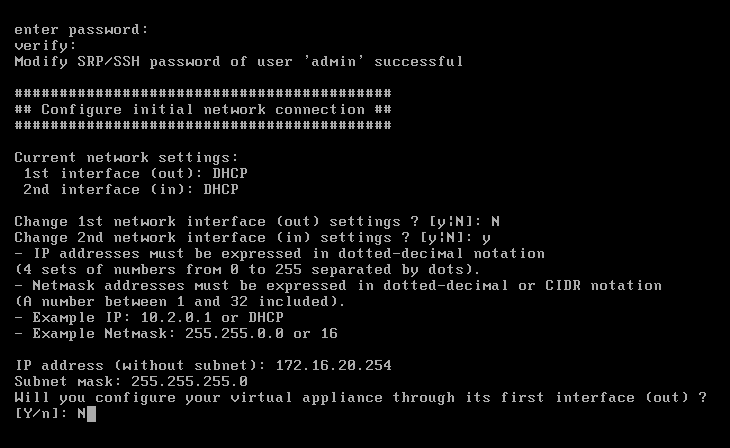 enter password:
verify:
Modify SRP/SSH password of user 'admin' successful
##########################################
## Configure initial network connection ##
##########################################
Current network settings:
1st interface (out): DHCP
2nd interface (in): DHCP
Change 1st network interface (out) settings ? [y¦N]: N
Change 2nd network interface (in) settings ? [y¦N]: y
- IP addresses must be expressed in dotted-decimal notation
(4 sets of numbers from 0 to 255 separated by dots).
- Netmask addresses must be expressed in dotted-decimal or CIDR notation
(A number between 1 and 32 included).
- Example IP: 10.2.0.1 or DHCP
- Example Netmask: 255.255.0.0 or 16
IP address (without subnet): 172.16.20.254
Subnet mask: 255.255.255.0
Will you configure your virtual appliance through its first interface (out) ?
[Y/n]: N